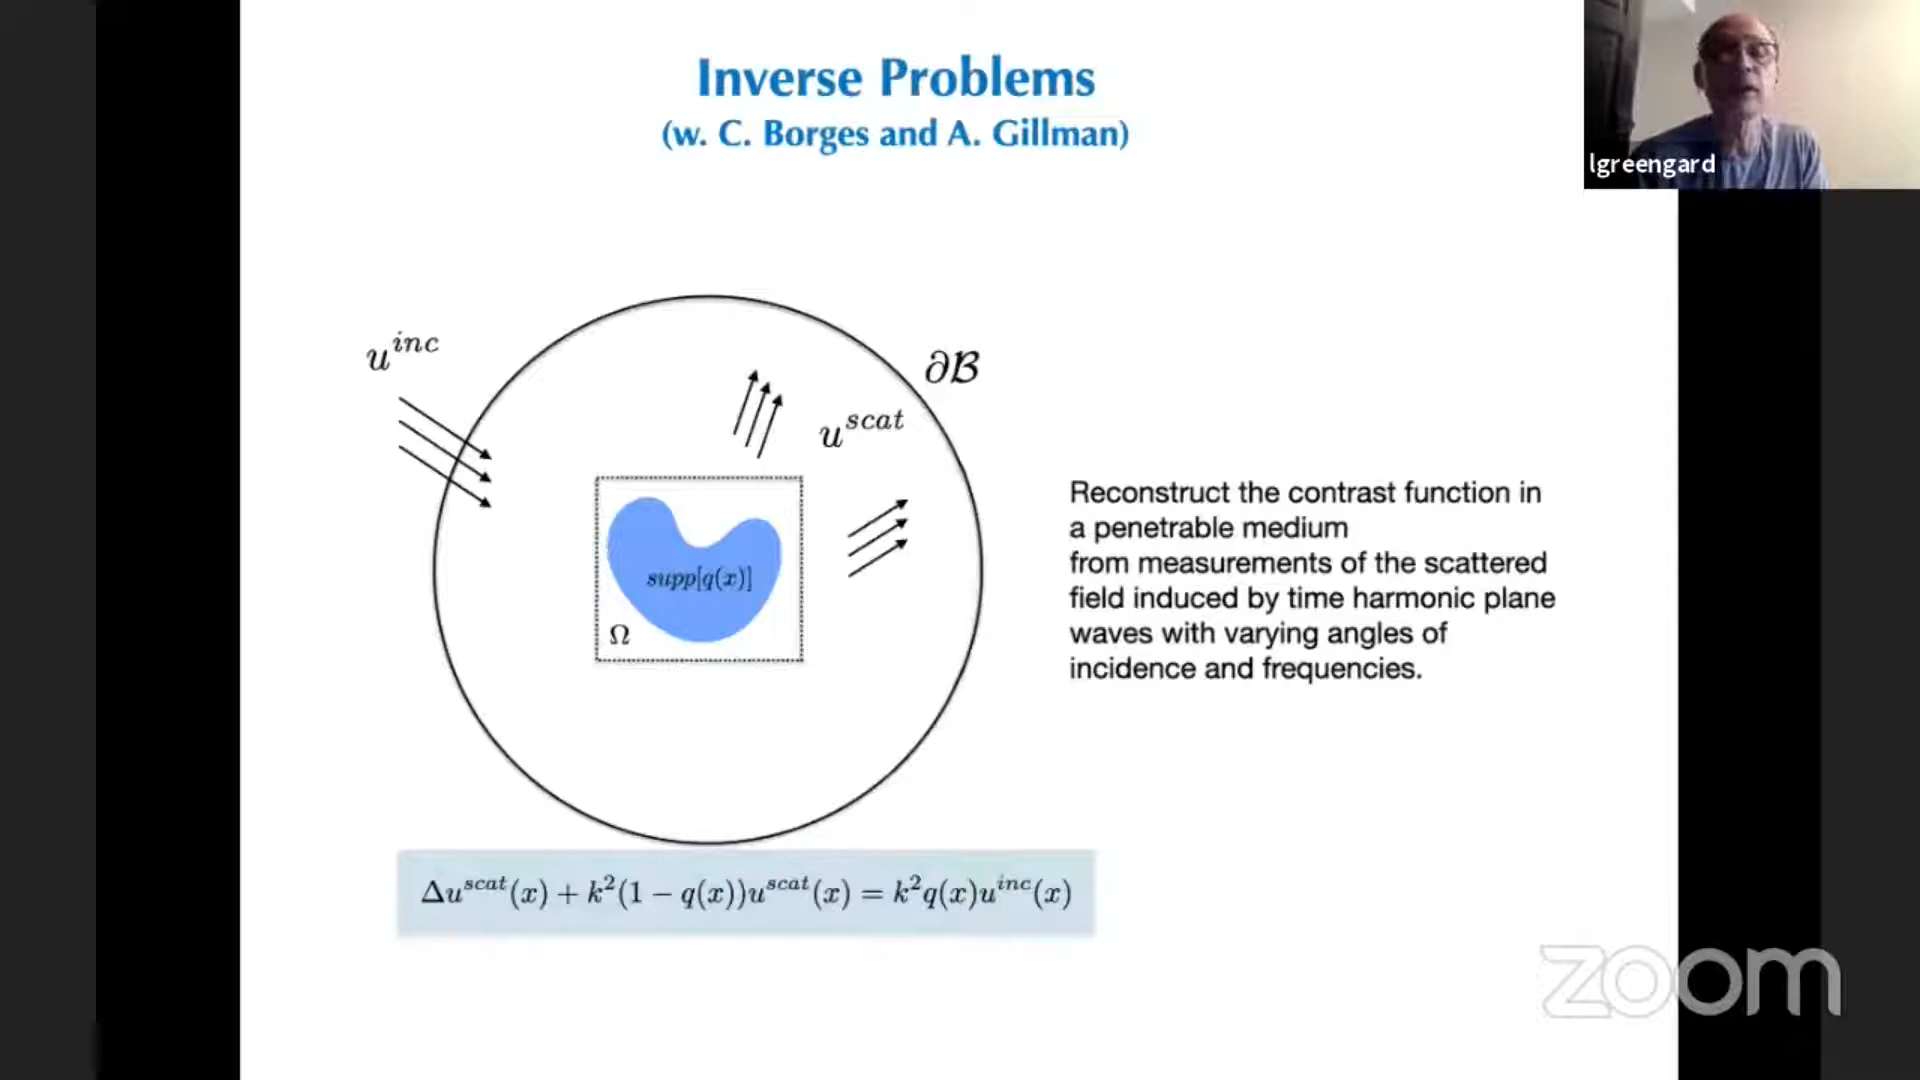 Inverse Problems
(w. C. Borges and A. Gillman)
lgreengard
u^{inc}
∂ℬ
u^{scat}
supp[q(x)]
Ω
Reconstruct the contrast function in
a penetrable medium
from measurements of the scattered
field induced by time harmonic plane
waves with varying angles of
incidence and frequencies.
Δu^{scat}(x) + k²(1 − q(x))u^{scat}(x) = k²q(x)u^{inc}(x)
zoom